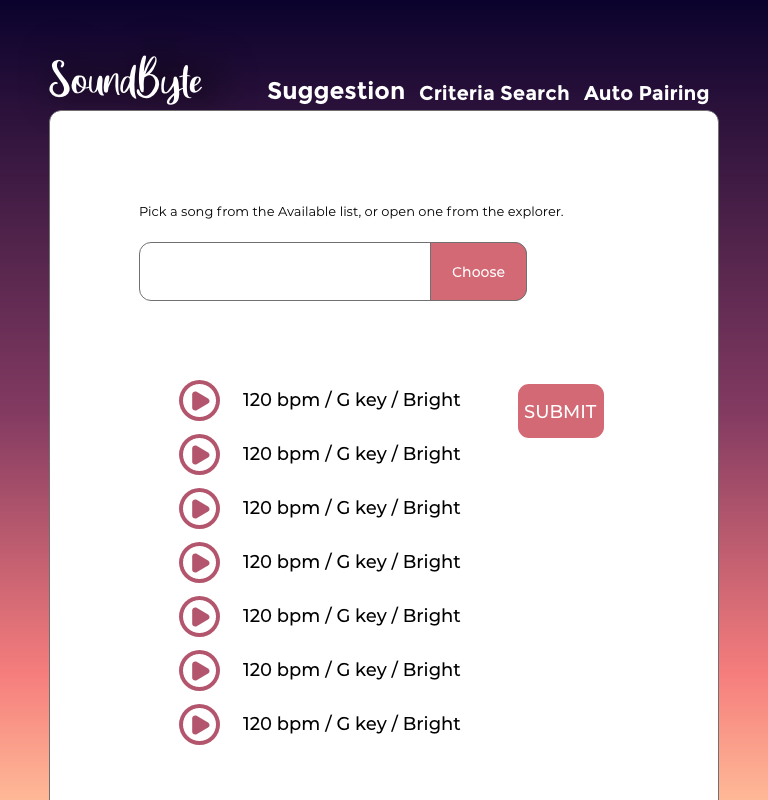 SoundByte
Suggestion Criteria Search Auto Pairing
Pick a song from the Available list, or open one from the explorer.
Choose
120 bpm / G key / Bright
SUBMIT
120 bpm / G key / Bright
120 bpm / G key / Bright
120 bpm / G key / Bright
120 bpm / G key / Bright
120 bpm / G key / Bright
120 bpm / G key / Bright